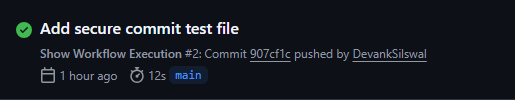 Add secure commit test file
Show Workflow Execution #2: Commit 907cf1c pushed by DevankSilswal
1 hour ago 12s main